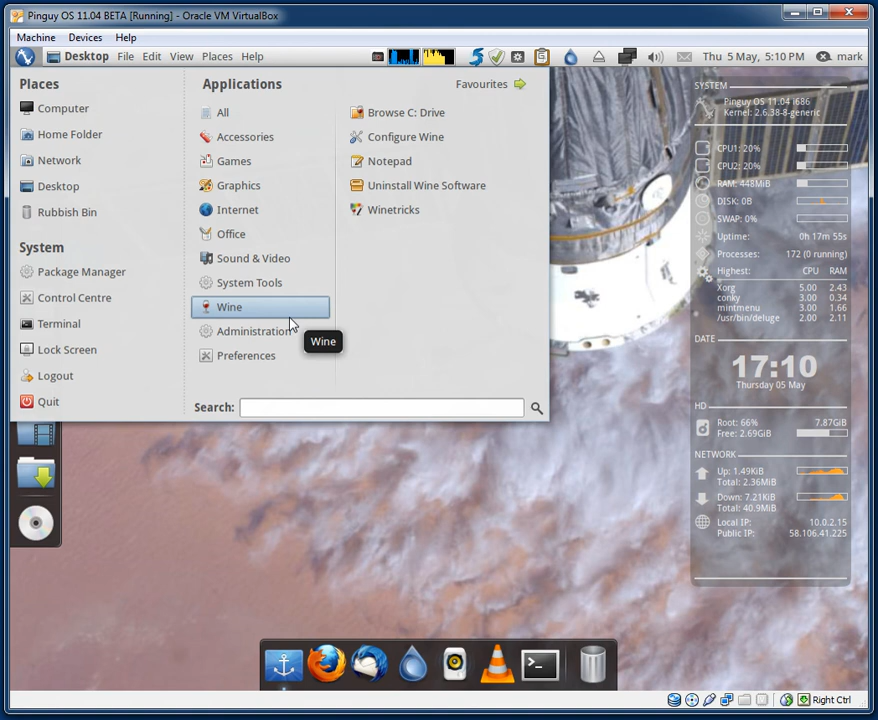 Pinguy OS 11.04 BETA [Running] - Oracle VM VirtualBox
Machine Devices Help
Desktop File Edit View Places Help Thu 5 May, 5:10 PM mark
Places
Computer
Home Folder
Network
Desktop
Rubbish Bin
System
Package Manager
Control Centre
Terminal
Lock Screen
Logout
Quit
Applications
Favourites
All
Accessories
Games
Graphics
Internet
Office
Sound & Video
System Tools
Wine
Administration
Preferences
Wine
Browse C: Drive
Configure Wine
Notepad
Uninstall Wine Software
Winetricks
Search:
SYSTEM
Pinguy OS 11.04 i686
Kernel: 2.6.38-8-generic
CPU1: 20%
CPU2: 20%
RAM: 448MiB
DISK: 0B
SWAP: 0%
Uptime: 0h 17m 55s
Processes: 172 (0 running)
Highest: CPU RAM
Xorg 5.00 2.43
conky 3.00 0.34
mintmenu 3.00 1.66
/usr/bin/deluge 2.00 2.11
DATE
17:10
Thursday 05 May
HD
Root: 66% 7.87GiB
Free: 2.69GiB
NETWORK
Up: 1.49KiB
Total: 2.36MiB
Down: 7.21KiB
Total: 40.9MiB
Local IP: 10.0.2.15
Public IP: 58.106.41.225
Right Ctrl